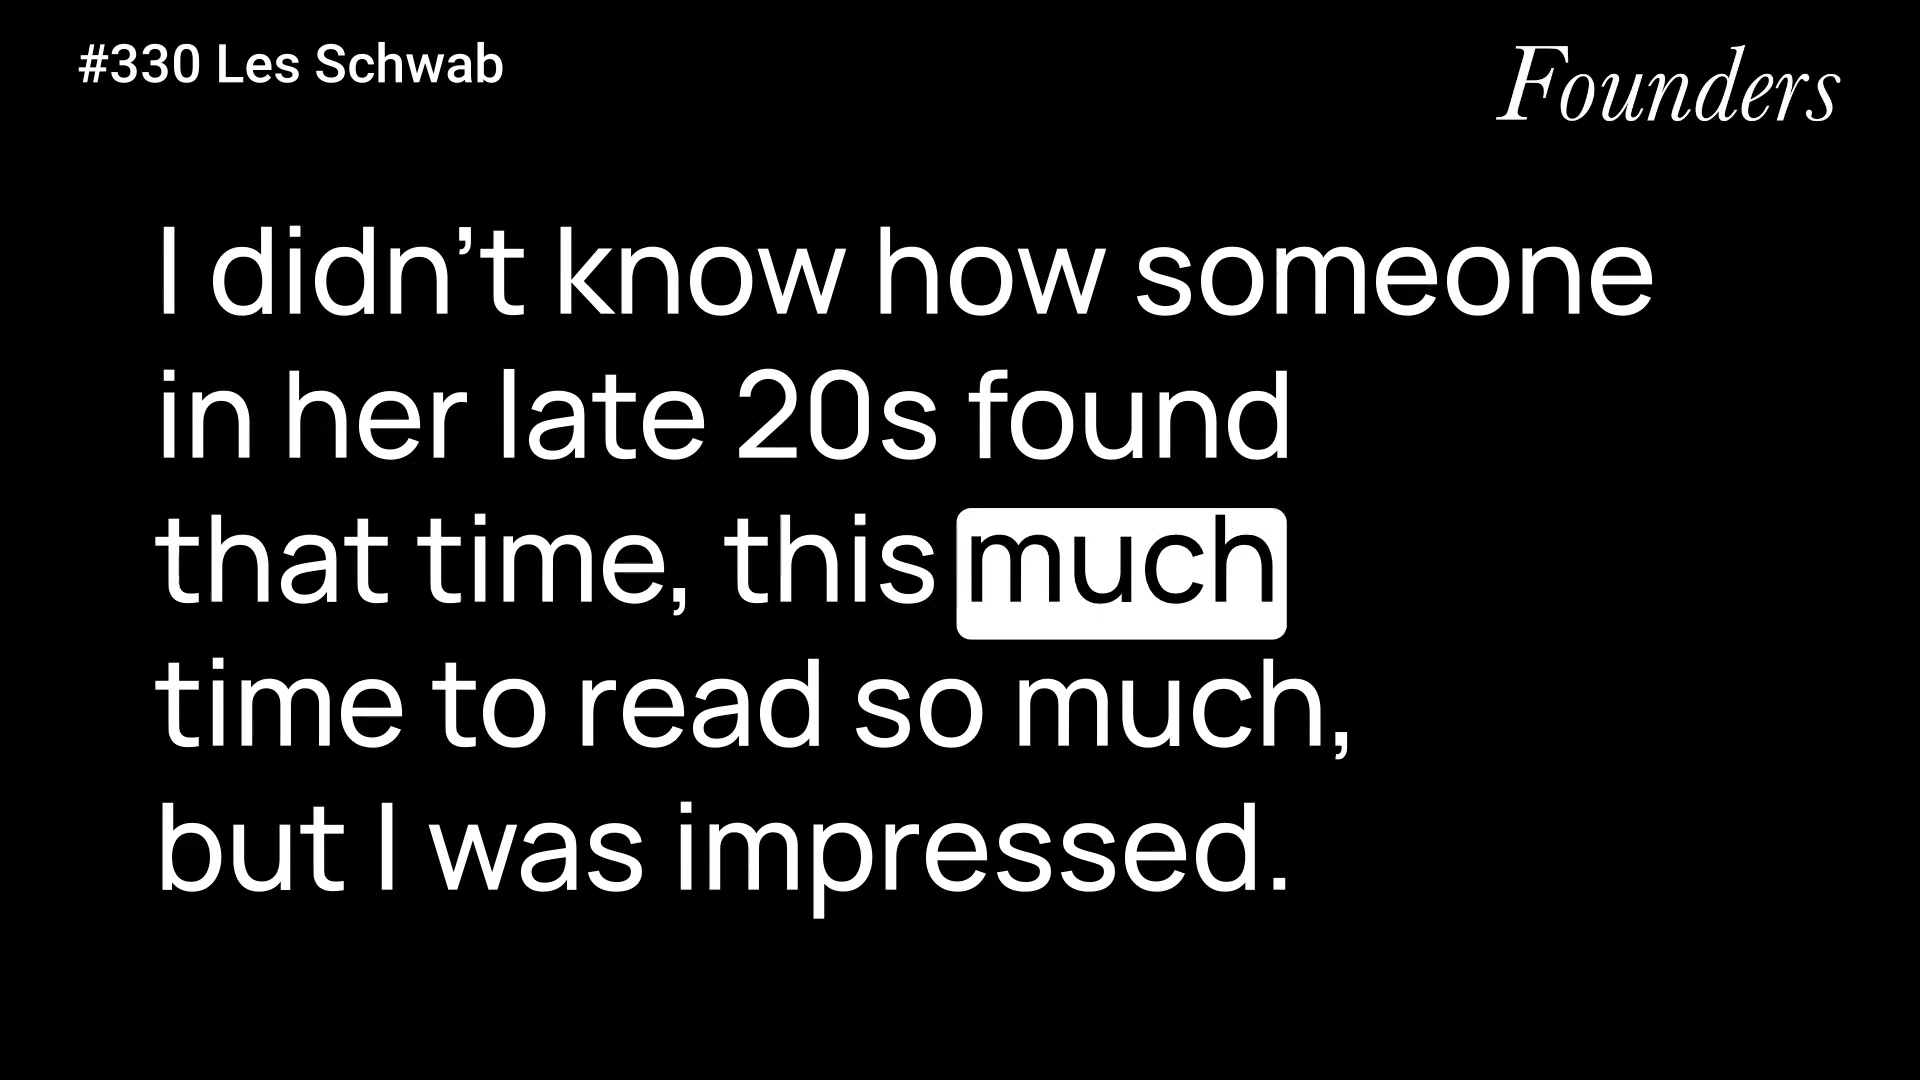 #330 Les Schwab
Founders
I didn’t know how someone
in her late 20s found
that time, this much
time to read so much,
but I was impressed.